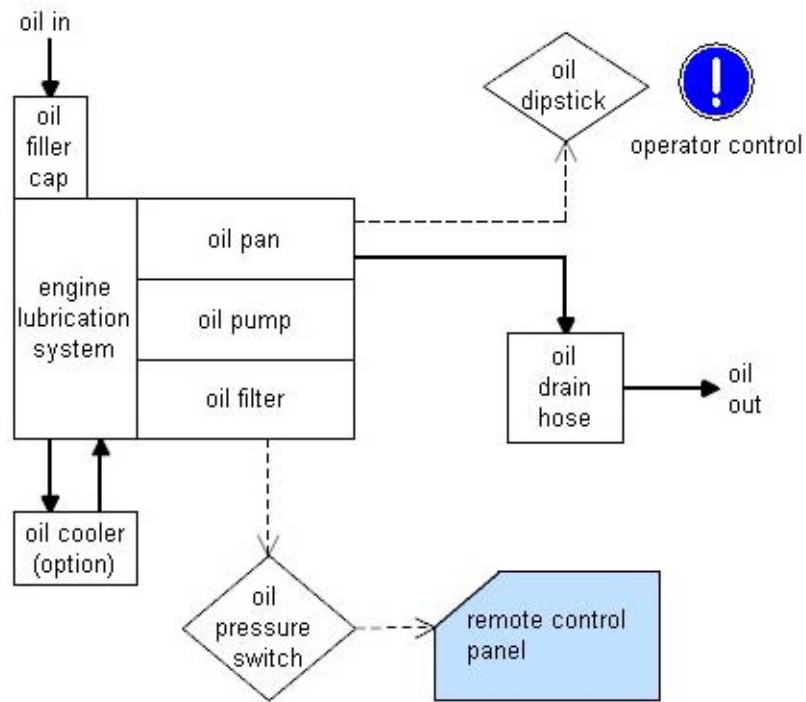 oil in
oil
filler
cap
oil
dipstick
operator control
engine
lubrication
system
oil pan
oil pump
oil filter
oil
drain
hose
oil
out
oil cooler
(option)
oil
pressure
switch
remote control
panel